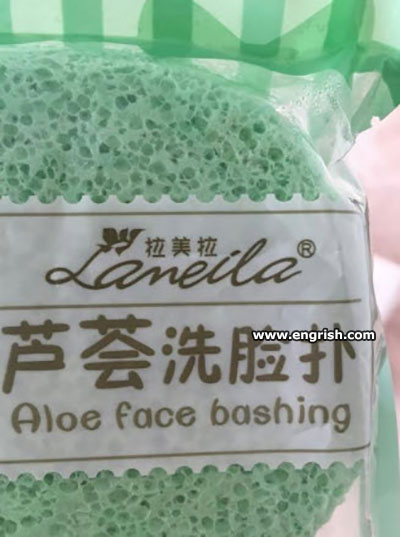 拉美拉
Laneila®
www.engrish.com
芦荟洗脸扑
Aloe face bashing